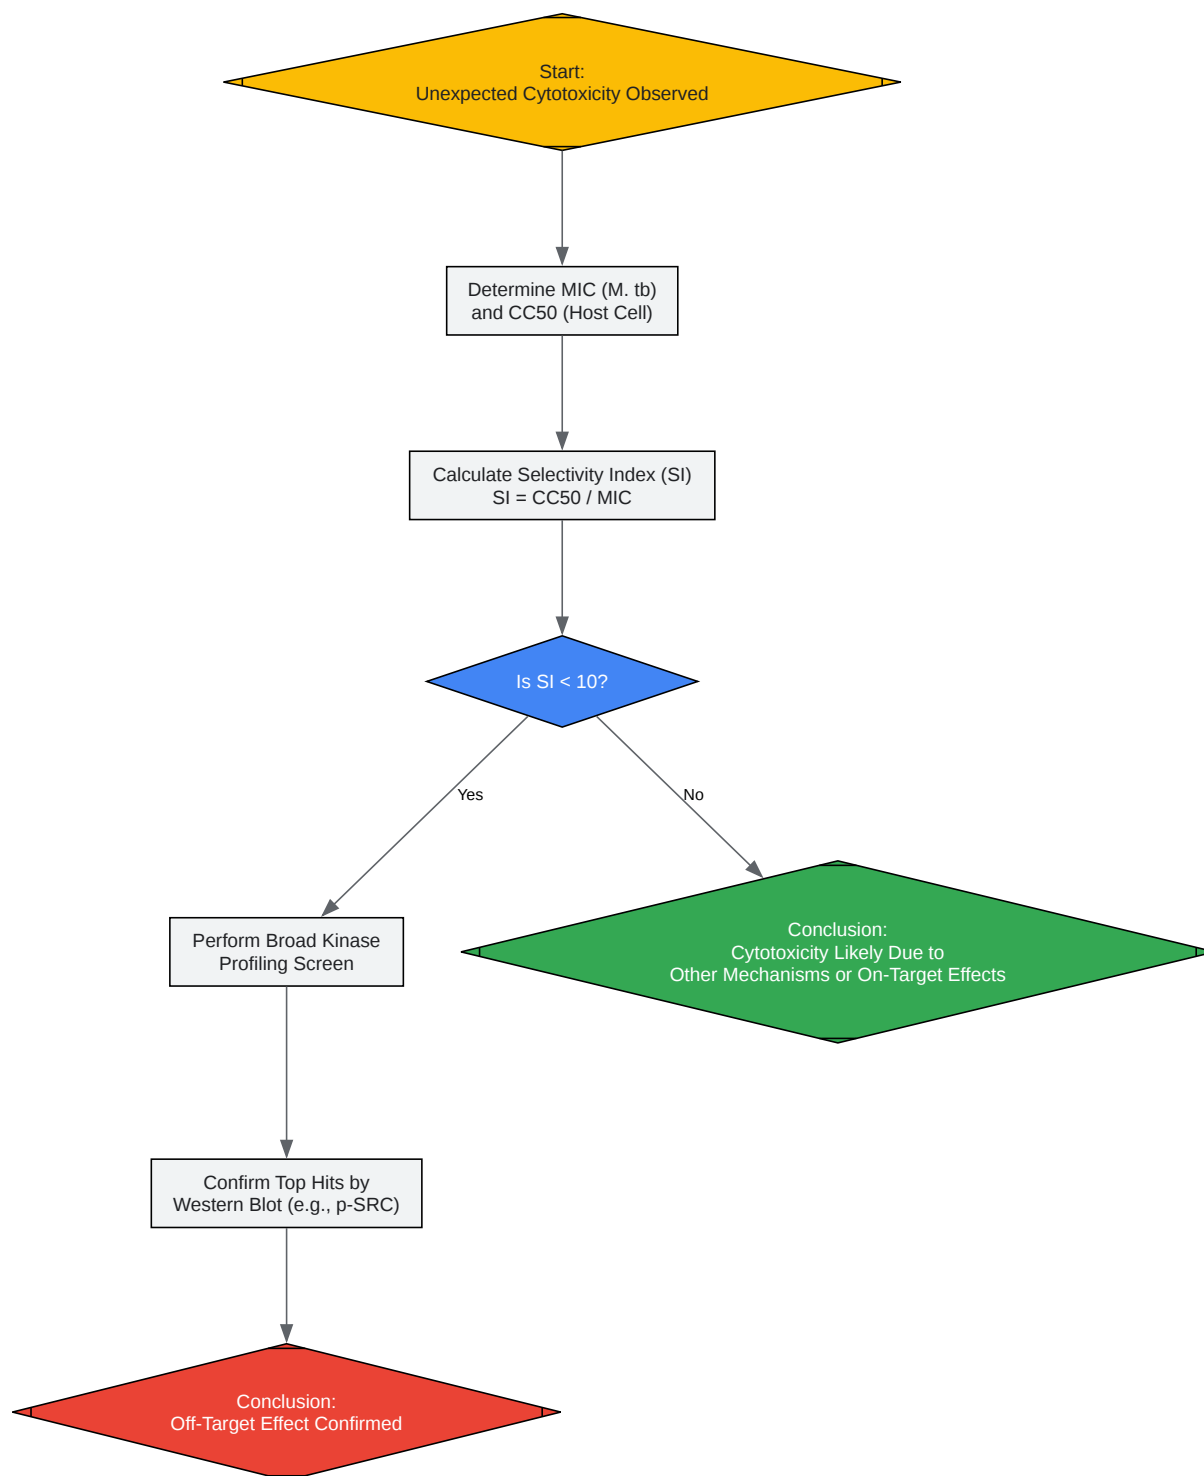 Start:
Unexpected Cytotoxicity Observed
Determine MIC (M. tb)
and CC50 (Host Cell)
Calculate Selectivity Index (SI)
SI = CC50 / MIC
Is SI < 10?
Yes
No
Perform Broad Kinase
Profiling Screen
Conclusion:
Cytotoxicity Likely Due to
Other Mechanisms or On-Target Effects
Confirm Top Hits by
Western Blot (e.g., p-SRC)
Conclusion:
Off-Target Effect Confirmed